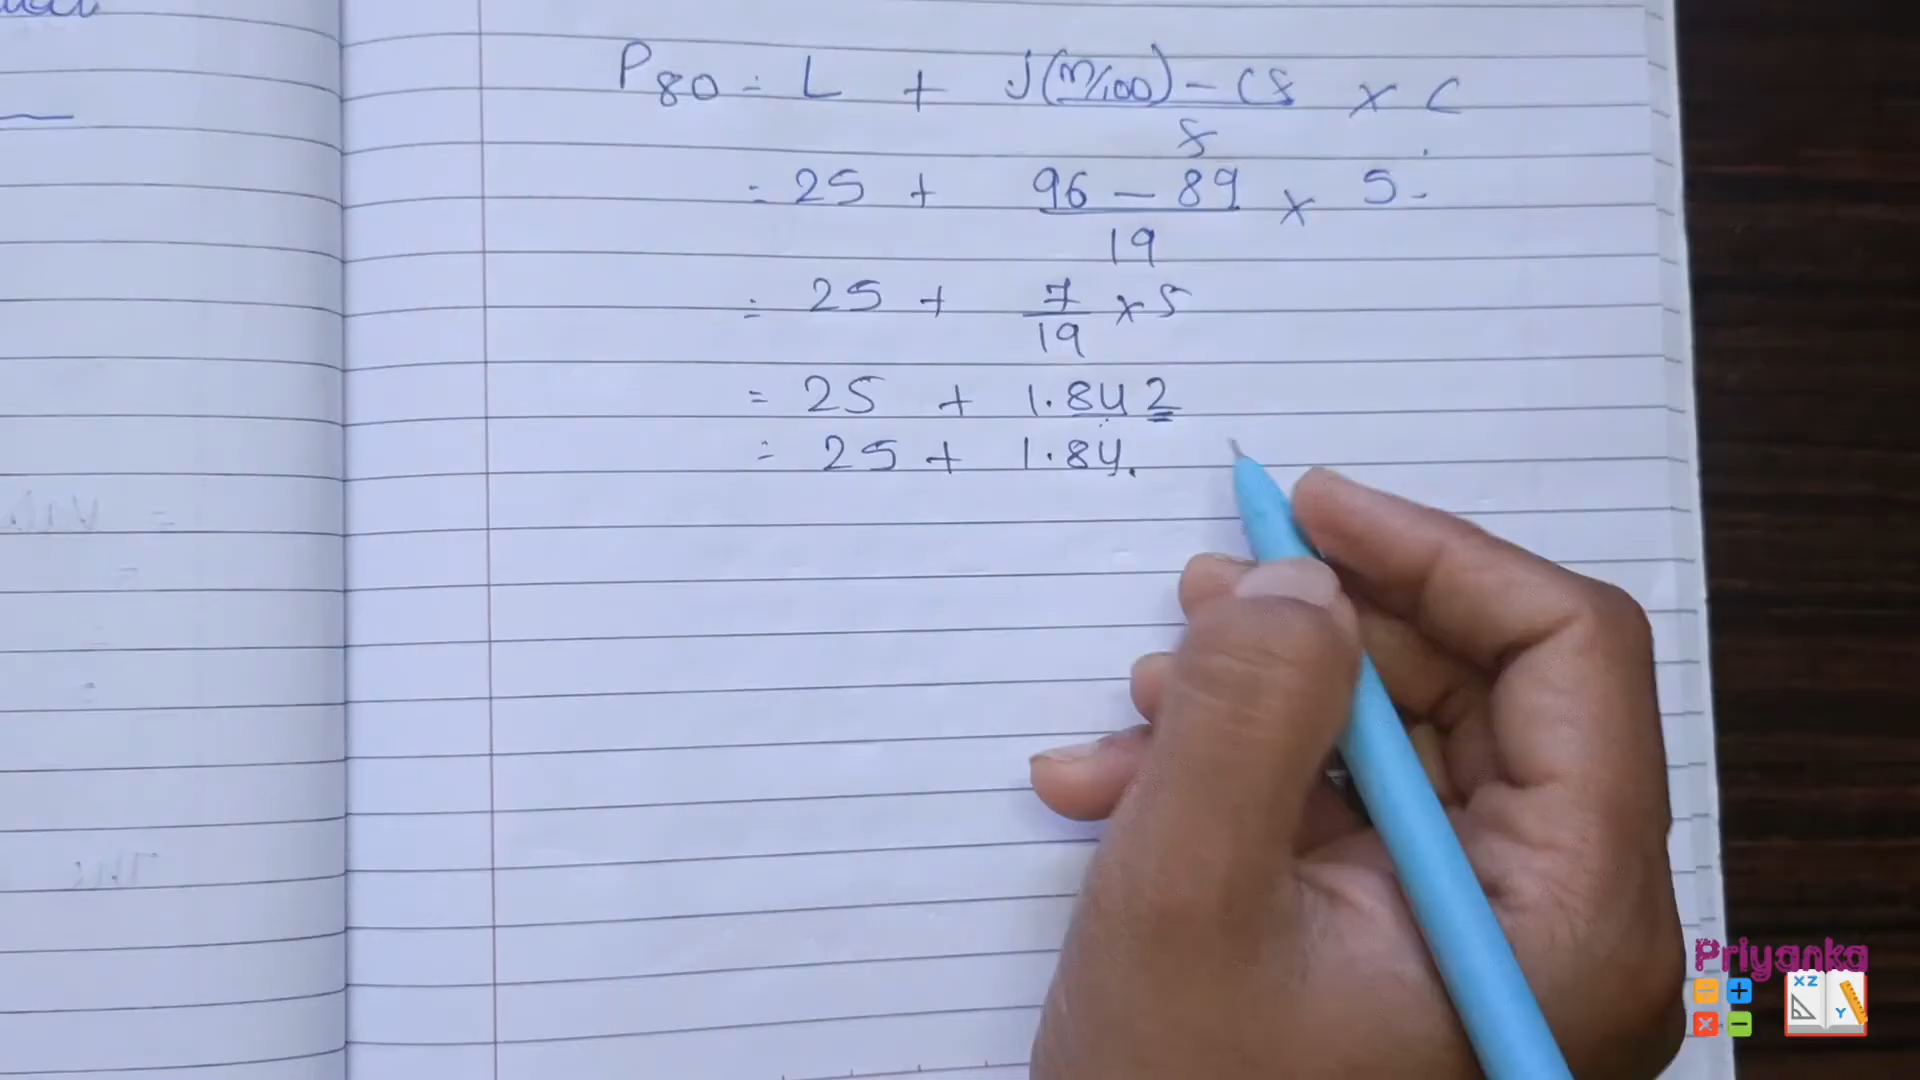 P80 = L + J(n/100) - cf × C
f
= 25 + 96 - 89 × 5
19
= 25 + 7 × 5
19
= 25 + 1.842
= 25 + 1.84.
Priyanka
XZ
Y